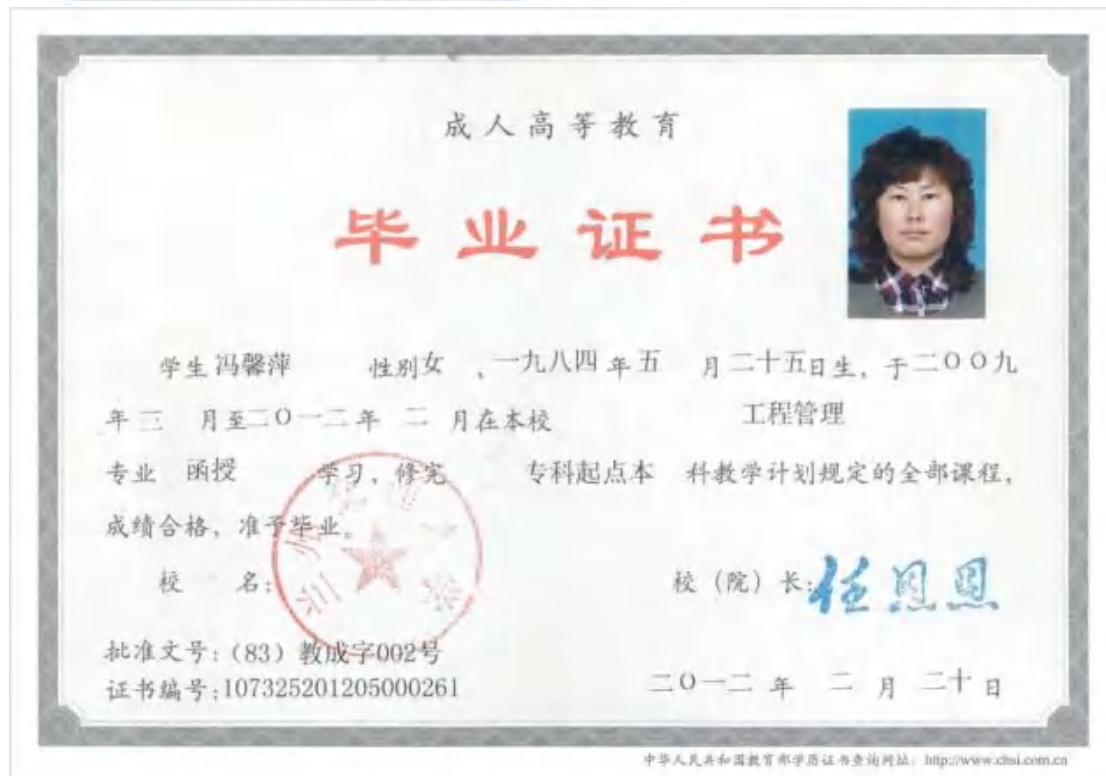 成人高等教育
毕业证书
学生 冯馨萍 性别 女 、一九八四 年 五 月 二十五 日生, 于 二〇〇九
年 三 月至 二〇一二 年 二 月在本校 工程管理
专业 函授 学习, 修完 专科起点本 科教学计划规定的全部课程,
成绩合格, 准予毕业。
校 名:
校 (院) 长: 任恩恩
批准文号: (83) 教成字002号
证书编号: 107325201205000261
二〇一二 年 二 月 二十 日
中华人民共和国教育部学历证书查询网址: http://www.chsi.com.cn